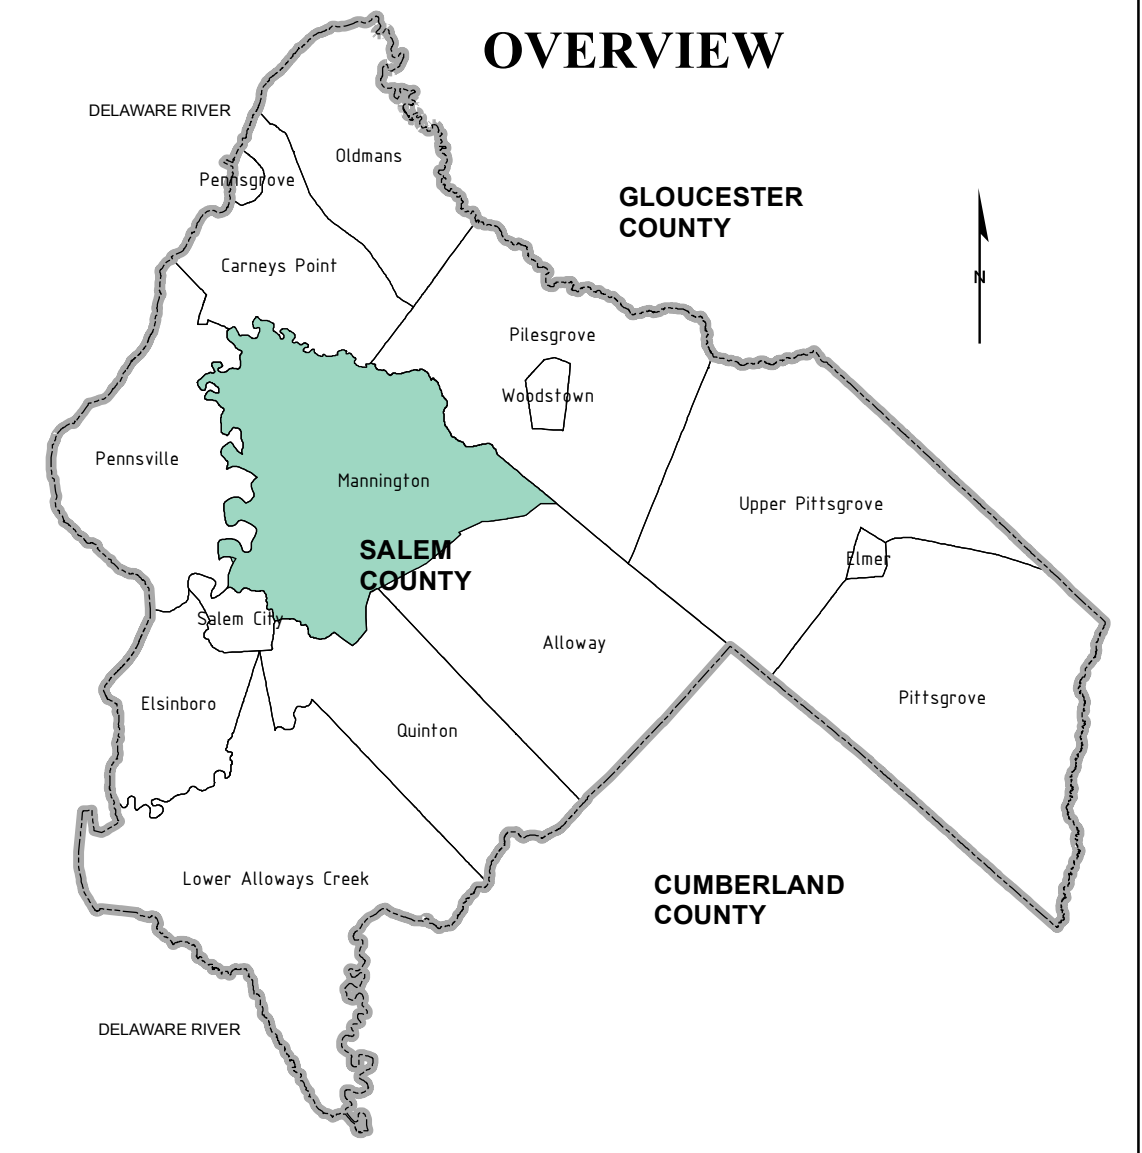 OVERVIEW
DELAWARE RIVER
Oldmans
Pennsgrove
GLOUCESTER
COUNTY
Carneys Point
N
Pilesgrove
Woodstown
Pennsville
Mannington
Upper Pittsgrove
SALEM
COUNTY
Elmer
Salem City
Alloway
Elsinboro
Pittsgrove
Quinton
Lower Alloways Creek
CUMBERLAND
COUNTY
DELAWARE RIVER